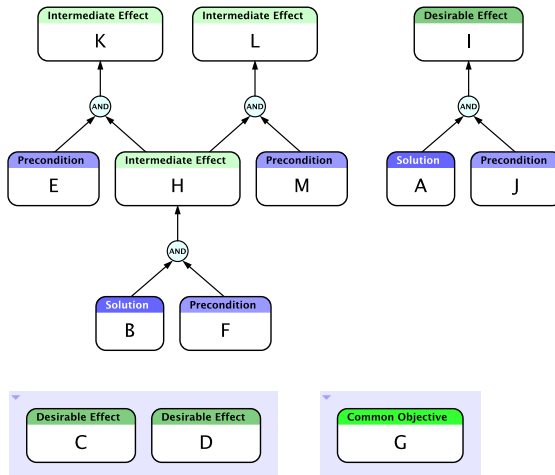 Intermediate Effect
K
Intermediate Effect
L
Desirable Effect
I
AND
AND
AND
Precondition
E
Intermediate Effect
H
Precondition
M
Solution
A
Precondition
J
AND
Solution
B
Precondition
F
Desirable Effect
C
Desirable Effect
D
Common Objective
G